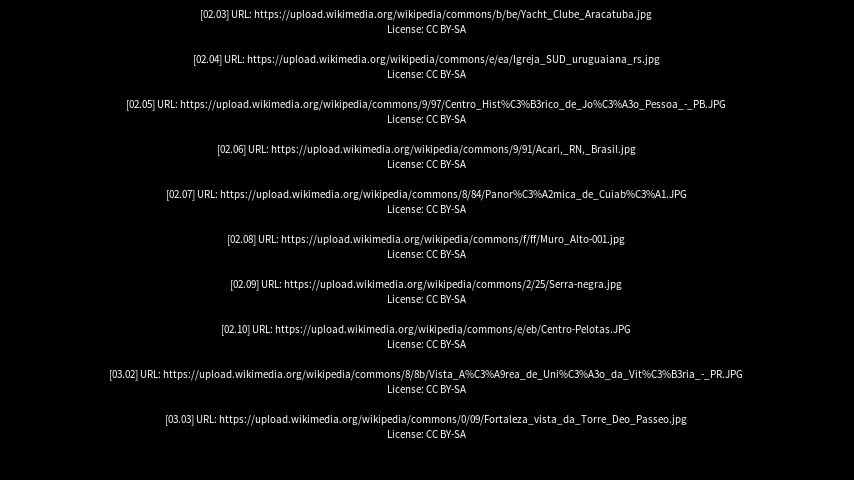 [02.03] URL: https://upload.wikimedia.org/wikipedia/commons/b/be/Yacht_Clube_Aracatuba.jpg
License: CC BY-SA
[02.04] URL: https://upload.wikimedia.org/wikipedia/commons/e/ea/Igreja_SUD_uruguaiana_rs.jpg
License: CC BY-SA
[02.05] URL: https://upload.wikimedia.org/wikipedia/commons/9/97/Centro_Hist%C3%B3rico_de_Jo%C3%A3o_Pessoa_-_PB.JPG
License: CC BY-SA
[02.06] URL: https://upload.wikimedia.org/wikipedia/commons/9/91/Acari,_RN,_Brasil.jpg
License: CC BY-SA
[02.07] URL: https://upload.wikimedia.org/wikipedia/commons/8/84/Panor%C3%A2mica_de_Cuiab%C3%A1.JPG
License: CC BY-SA
[02.08] URL: https://upload.wikimedia.org/wikipedia/commons/f/ff/Muro_Alto-001.jpg
License: CC BY-SA
[02.09] URL: https://upload.wikimedia.org/wikipedia/commons/2/25/Serra-negra.jpg
License: CC BY-SA
[02.10] URL: https://upload.wikimedia.org/wikipedia/commons/e/eb/Centro-Pelotas.JPG
License: CC BY-SA
[03.02] URL: https://upload.wikimedia.org/wikipedia/commons/8/8b/Vista_A%C3%A9rea_de_Uni%C3%A3o_da_Vit%C3%B3ria_-_PR.JPG
License: CC BY-SA
[03.03] URL: https://upload.wikimedia.org/wikipedia/commons/0/09/Fortaleza_vista_da_Torre_Deo_Passeo.jpg
License: CC BY-SA